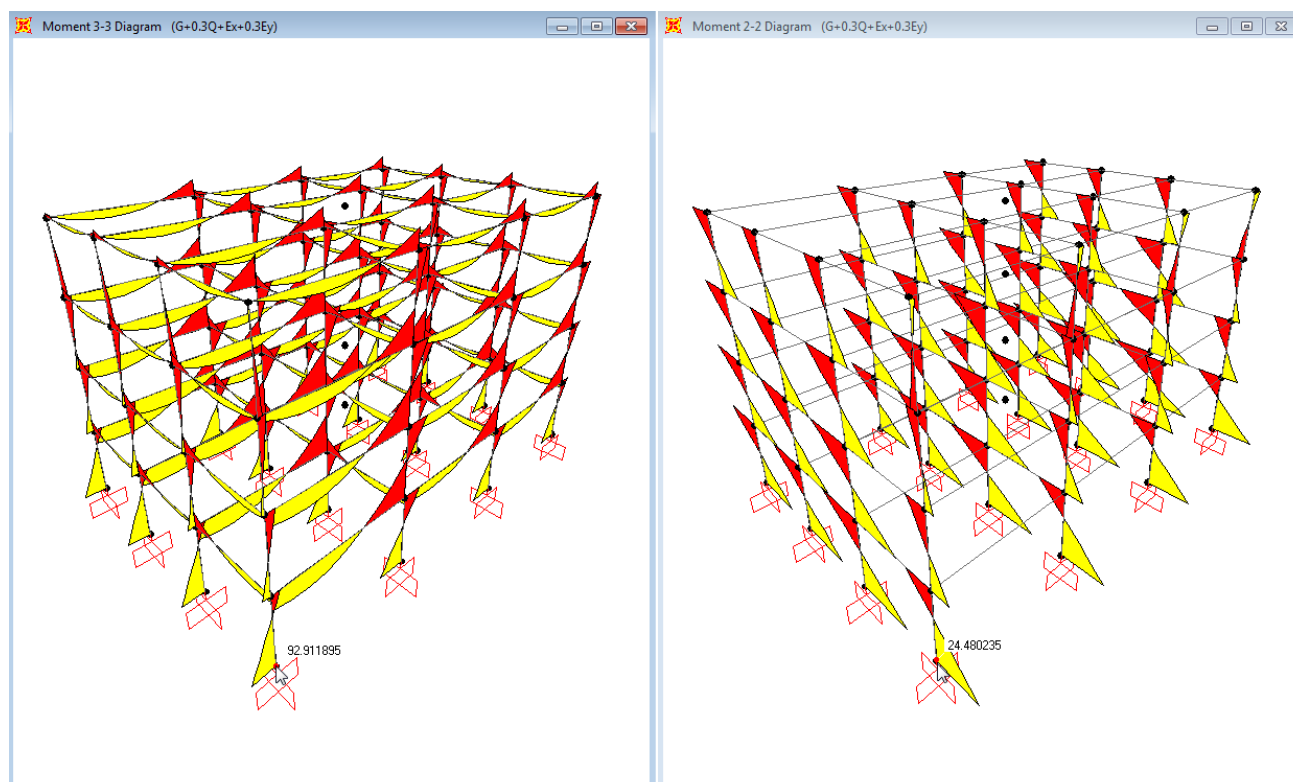 Moment 3-3 Diagram (G+0.3Q+Ex+0.3Ey)
Moment 2-2 Diagram (G+0.3Q+Ex+0.3Ey)
92.911895
24.480235